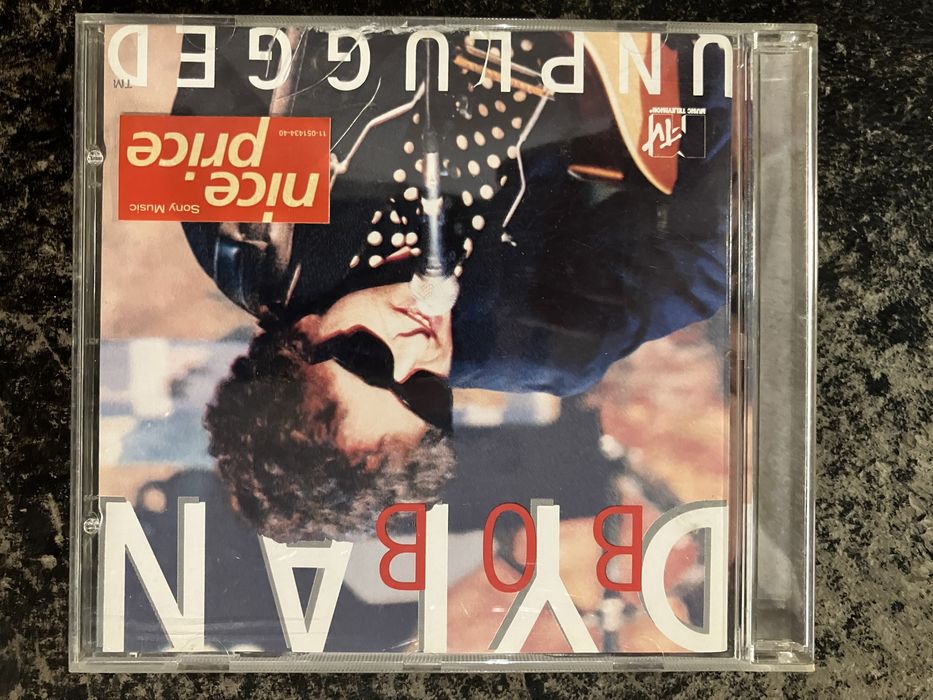 BOB
DYLAN
MTV
MUSIC TELEVISION®
Sony Music
nice.
price
11-051434-40
UNPLUGGED
TM